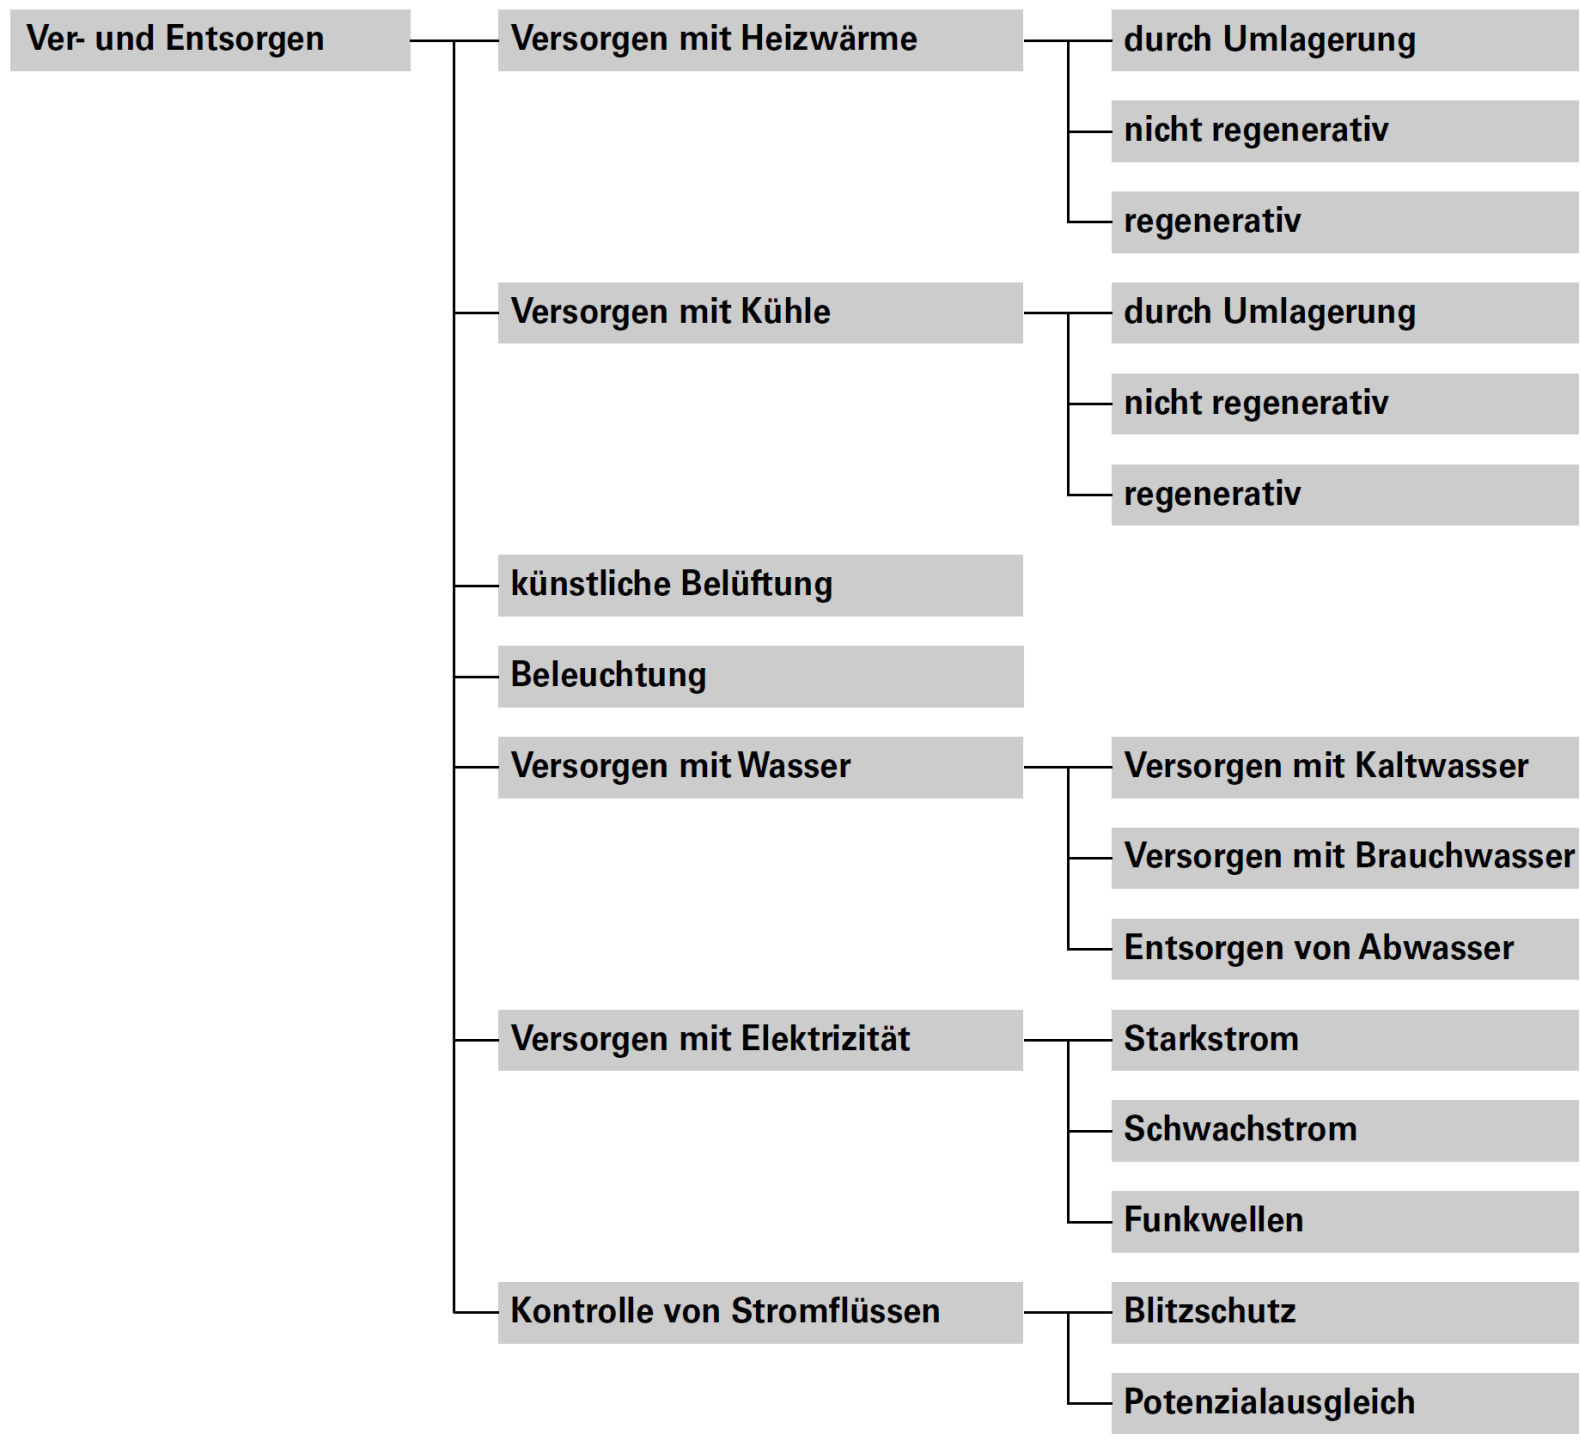 Ver- und Entsorgen
Versorgen mit Heizwärme
durch Umlagerung
nicht regenerativ
regenerativ
Versorgen mit Kühle
durch Umlagerung
nicht regenerativ
regenerativ
künstliche Belüftung
Beleuchtung
Versorgen mit Wasser
Versorgen mit Kaltwasser
Versorgen mit Brauchwasser
Entsorgen von Abwasser
Versorgen mit Elektrizität
Starkstrom
Schwachstrom
Funkwellen
Kontrolle von Stromflüssen
Blitzschutz
Potenzialausgleich